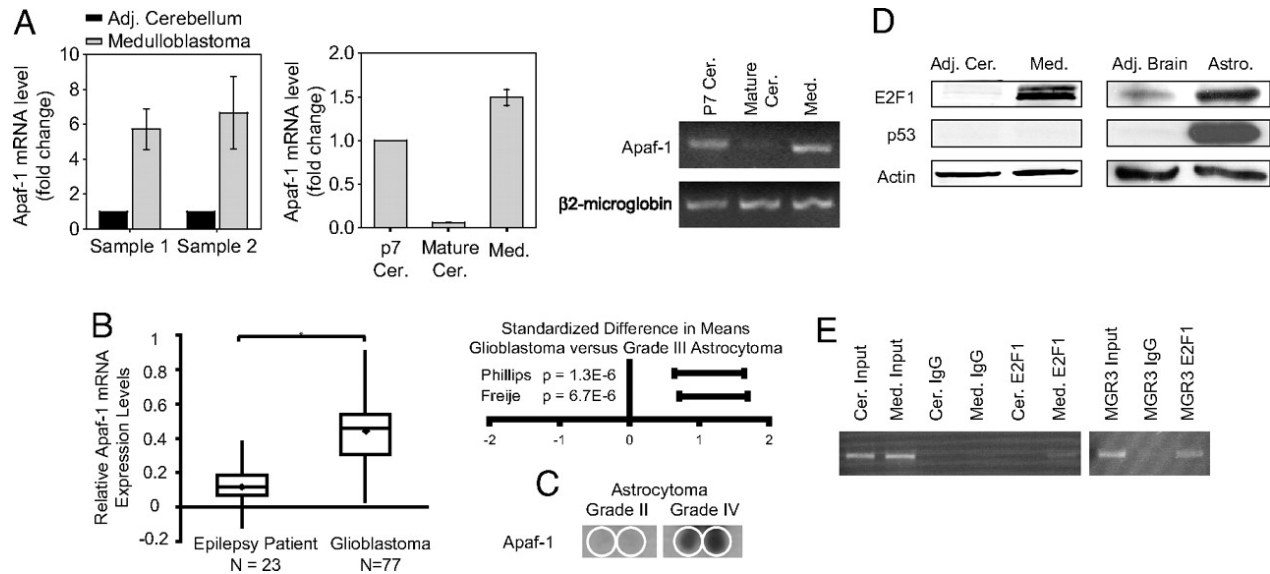 A
Adj. Cerebellum
Medulloblastoma
Apaf-1 mRNA level
(fold change)
10
8
6
4
2
0
Sample 1 Sample 2
Apaf-1 mRNA level
(fold change)
2.0
1.5
1.0
0.5
0.0
p7
Cer.
Mature
Cer.
Med.
P7 Cer.
Mature
Cer.
Med.
Apaf-1
β2-microglobin
D
Adj. Cer. Med. Adj. Brain Astro.
E2F1
p53
Actin
B
Relative Apaf-1 mRNA
Expression Levels
1
0.8
0.6
0.4
0.2
0
-0.2
*
Epilepsy Patient
N = 23
Glioblastoma
N=77
Standardized Difference in Means
Glioblastoma versus Grade III Astrocytoma
Phillips p = 1.3E-6
Freije p = 6.7E-6
-2 -1 0 1 2
C
Astrocytoma
Grade II Grade IV
Apaf-1
E
Cer. Input
Med. Input
Cer. IgG
Med. IgG
Cer. E2F1
Med. E2F1
MGR3 Input
MGR3 IgG
MGR3 E2F1